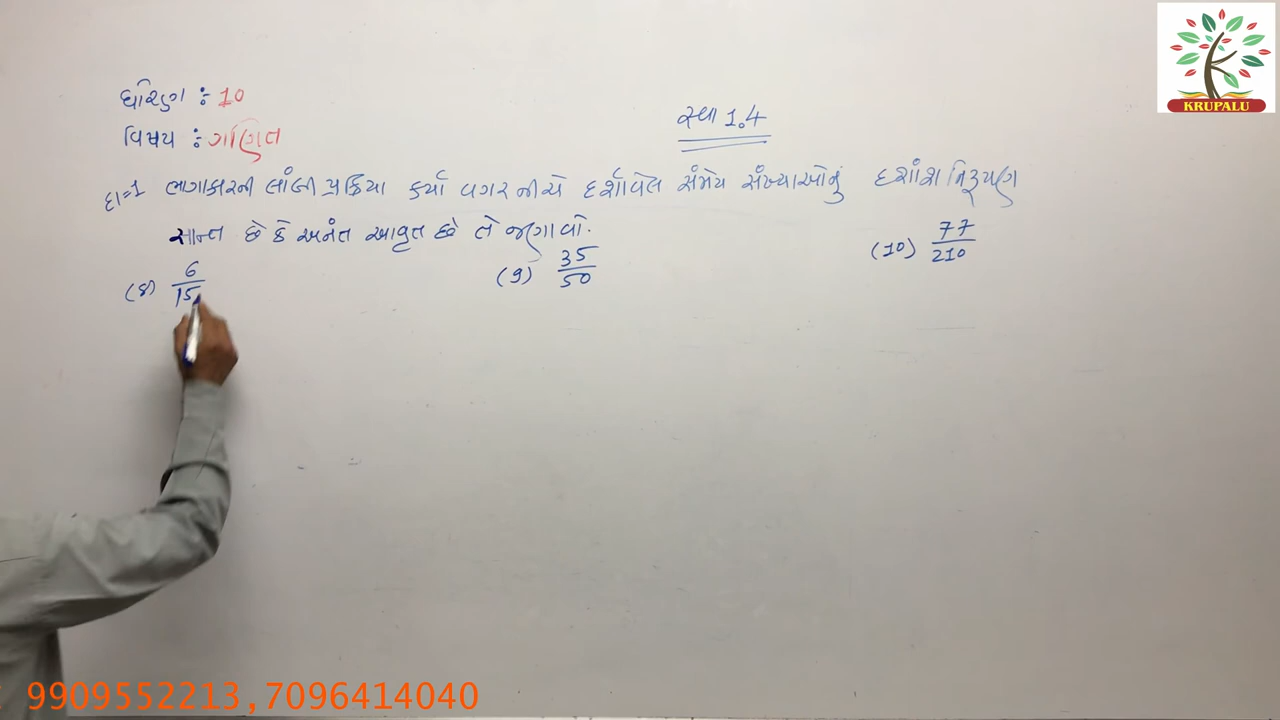 ધોરણ : 10
વિષય : ગણિત
સ્વા 1.4
દા=1 ભાગાકારની લાંબી પ્રક્રિયા કર્યા વગર નીચે દર્શાવેલ સંમેય સંખ્યાઓનું દશાંશ નિરૂપણ
સાન્ત છે કે અનંત આવૃત છે તે જણાવો.
(8) 6/15
(9) 35/50
(10) 77/210
KRUPALU
9909552213,7096414040